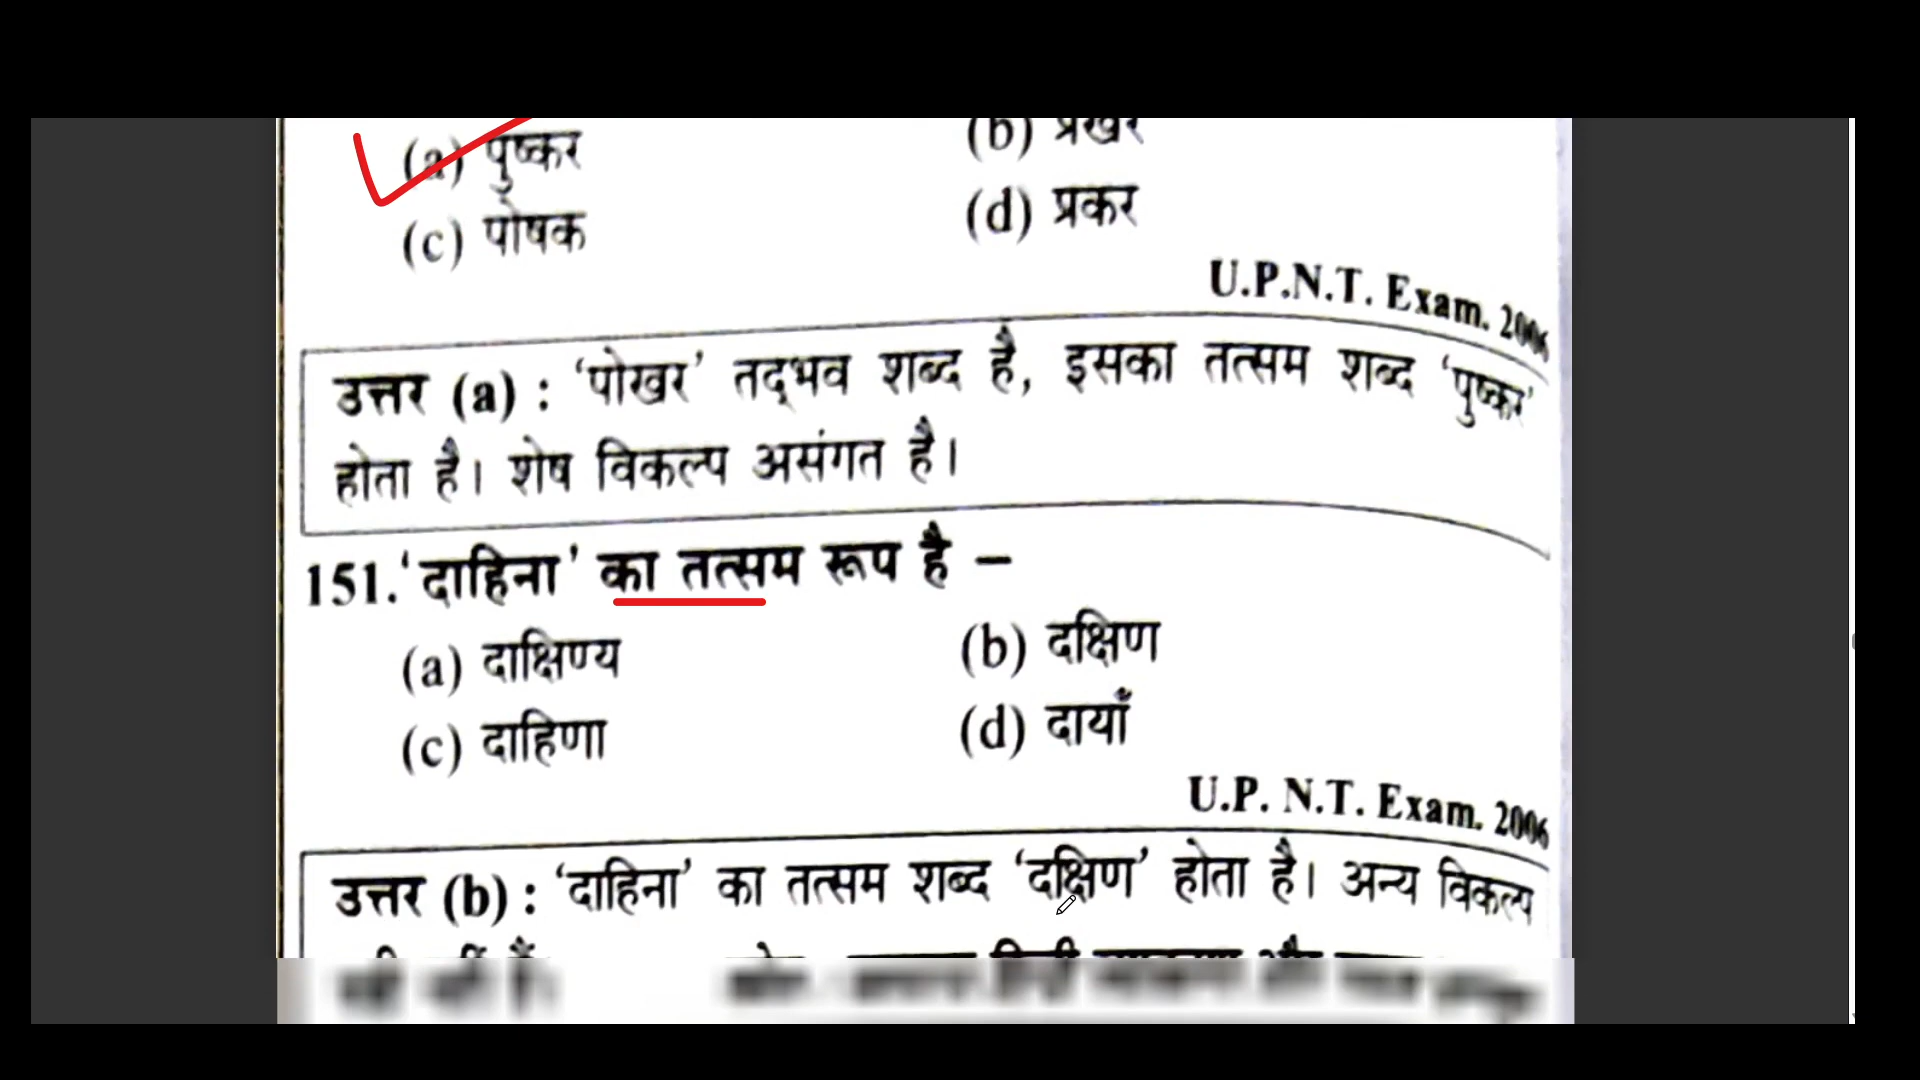 (a) पुष्कर (b) प्रखर
(c) पोषक (d) प्रकर
U.P.N.T. Exam. 2006
उत्तर (a) : ‘पोखर’ तद्भव शब्द है, इसका तत्सम शब्द ‘पुष्कर’
होता है। शेष विकल्प असंगत है।
151. ‘दाहिना’ का तत्सम रूप है –
(a) दाक्षिण्य (b) दक्षिण
(c) दाहिणा (d) दायाँ
U.P. N.T. Exam. 2006
उत्तर (b) : ‘दाहिना’ का तत्सम शब्द ‘दक्षिण’ होता है। अन्य विकल्प